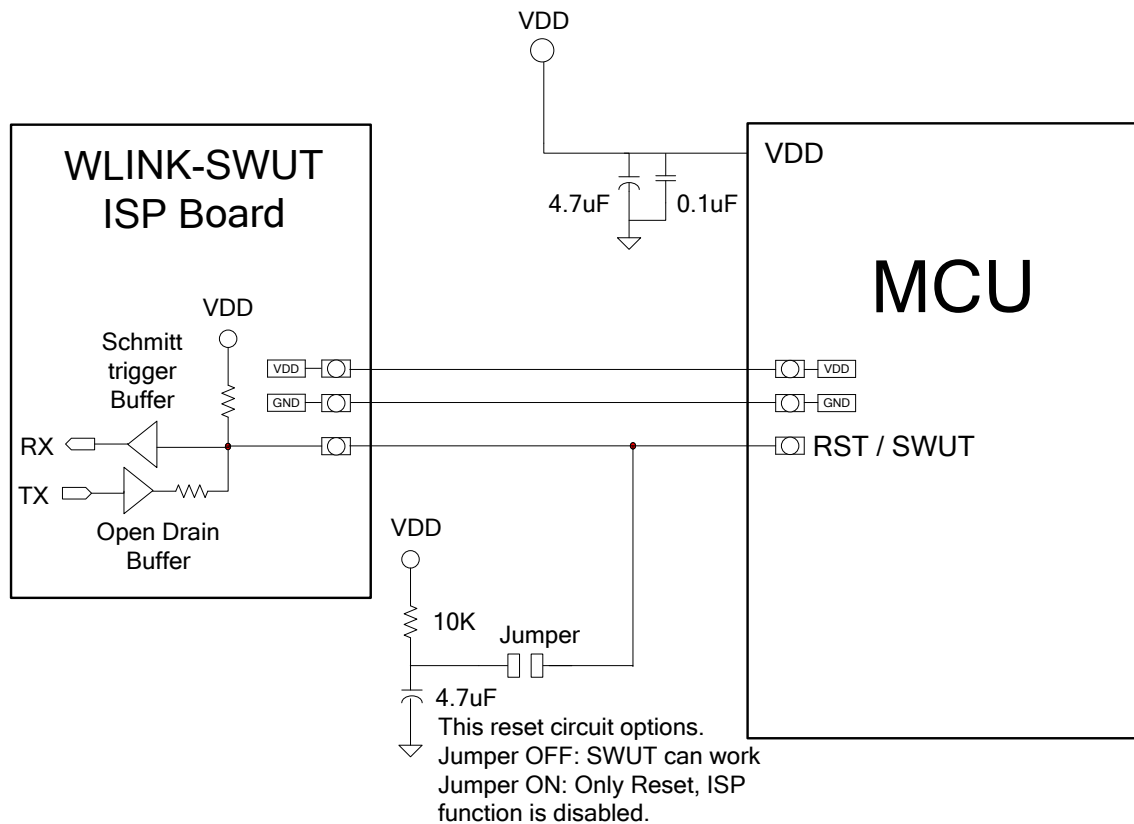 VDD
WLINK-SWUT
ISP Board
VDD
4.7uF
0.1uF
MCU
VDD
Schmitt
trigger
Buffer
VDD
VDD
GND
GND
RX
RST / SWUT
TX
Open Drain
Buffer
VDD
10K
Jumper
4.7uF
This reset circuit options.
Jumper OFF: SWUT can work
Jumper ON: Only Reset, ISP
function is disabled.